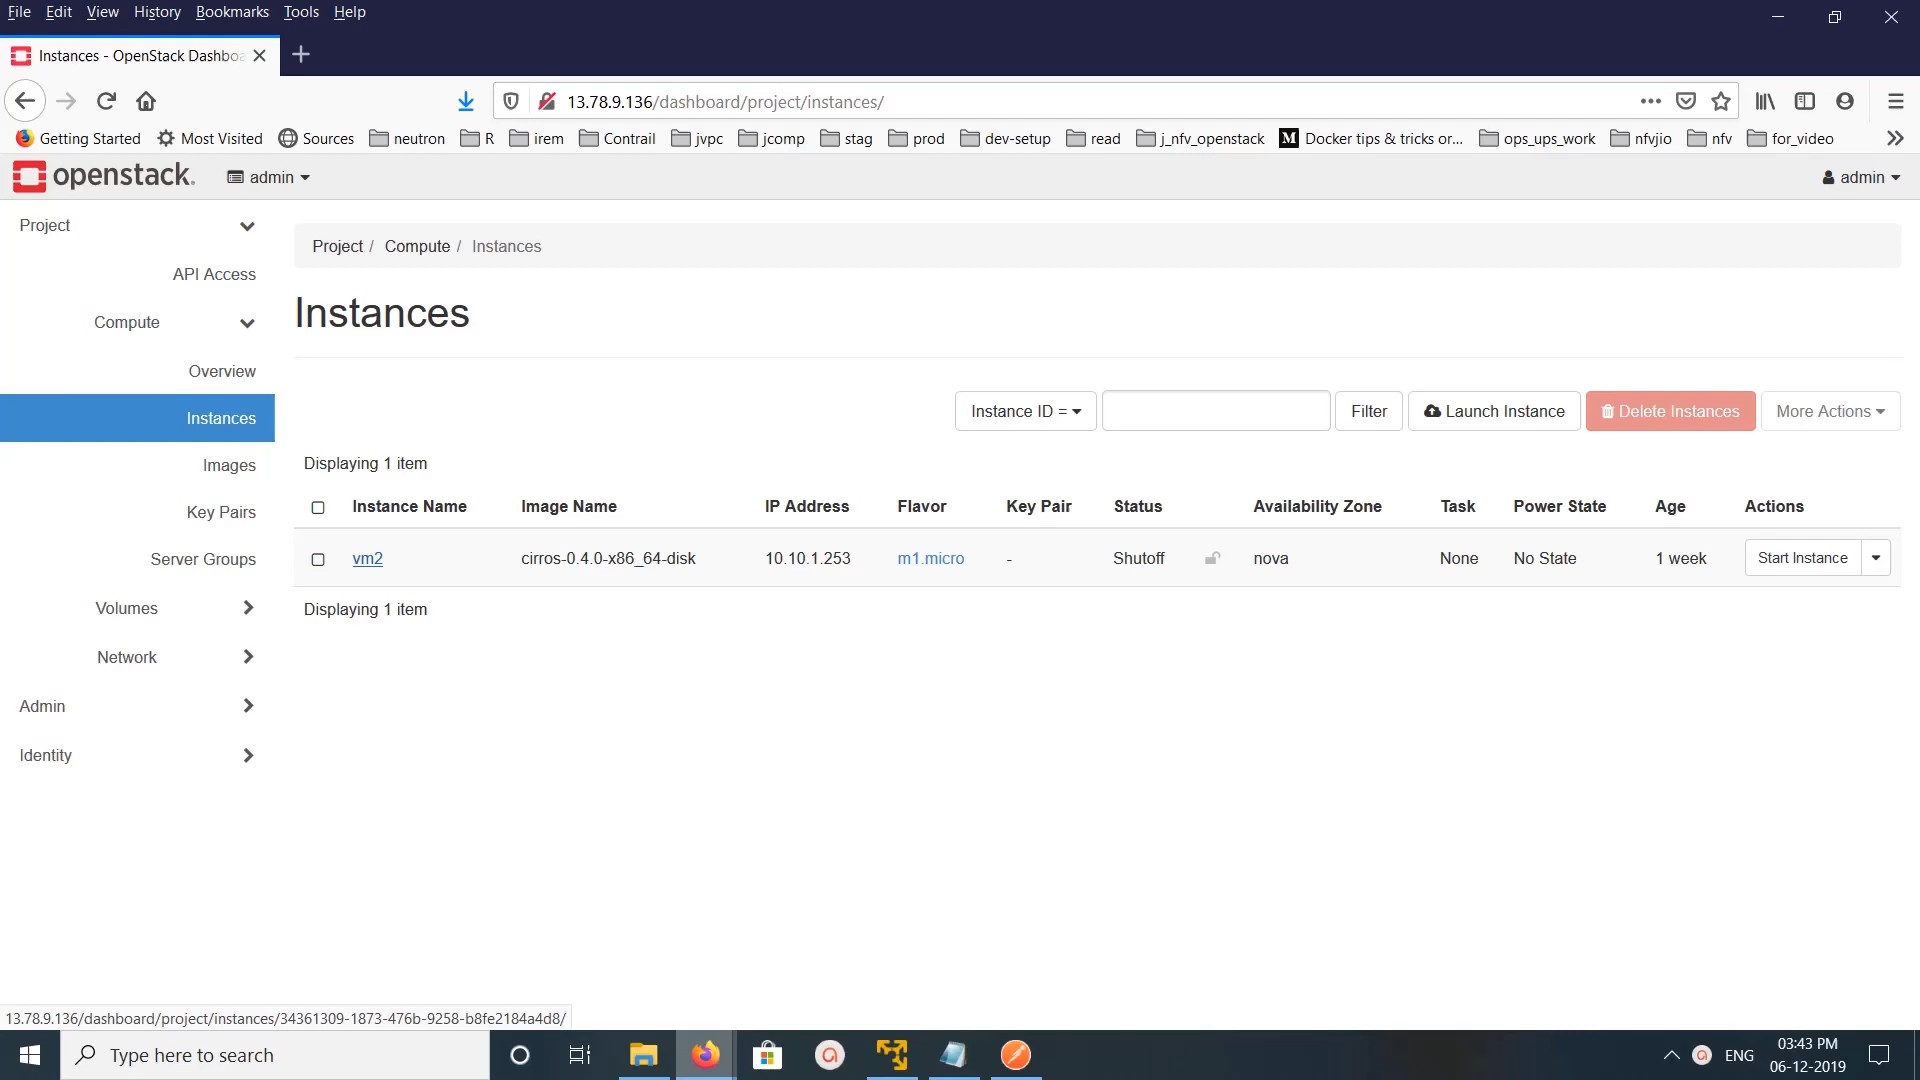 File Edit View History Bookmarks Tools Help
Instances - OpenStack Dashboa
13.78.9.136/dashboard/project/instances/
Getting Started Most Visited Sources neutron R irem Contrail jvpc jcomp stag prod dev-setup read j_nfv_openstack M Docker tips & tricks or... ops_ups_work nfvjio nfv for_video
openstack. admin admin
Project
Project / Compute / Instances
API Access
Instances
Compute
Overview
Instances
Instance ID = Filter Launch Instance Delete Instances More Actions
Images
Displaying 1 item
Key Pairs
Instance Name Image Name IP Address Flavor Key Pair Status Availability Zone Task Power State Age Actions
Server Groups
vm2 cirros-0.4.0-x86_64-disk 10.10.1.253 m1.micro - Shutoff nova None No State 1 week Start Instance
Volumes
Displaying 1 item
Network
Admin
Identity
13.78.9.136/dashboard/project/instances/34361309-1873-476b-9258-b8fe2184a4d8/
Type here to search
ENG
03:43 PM
06-12-2019